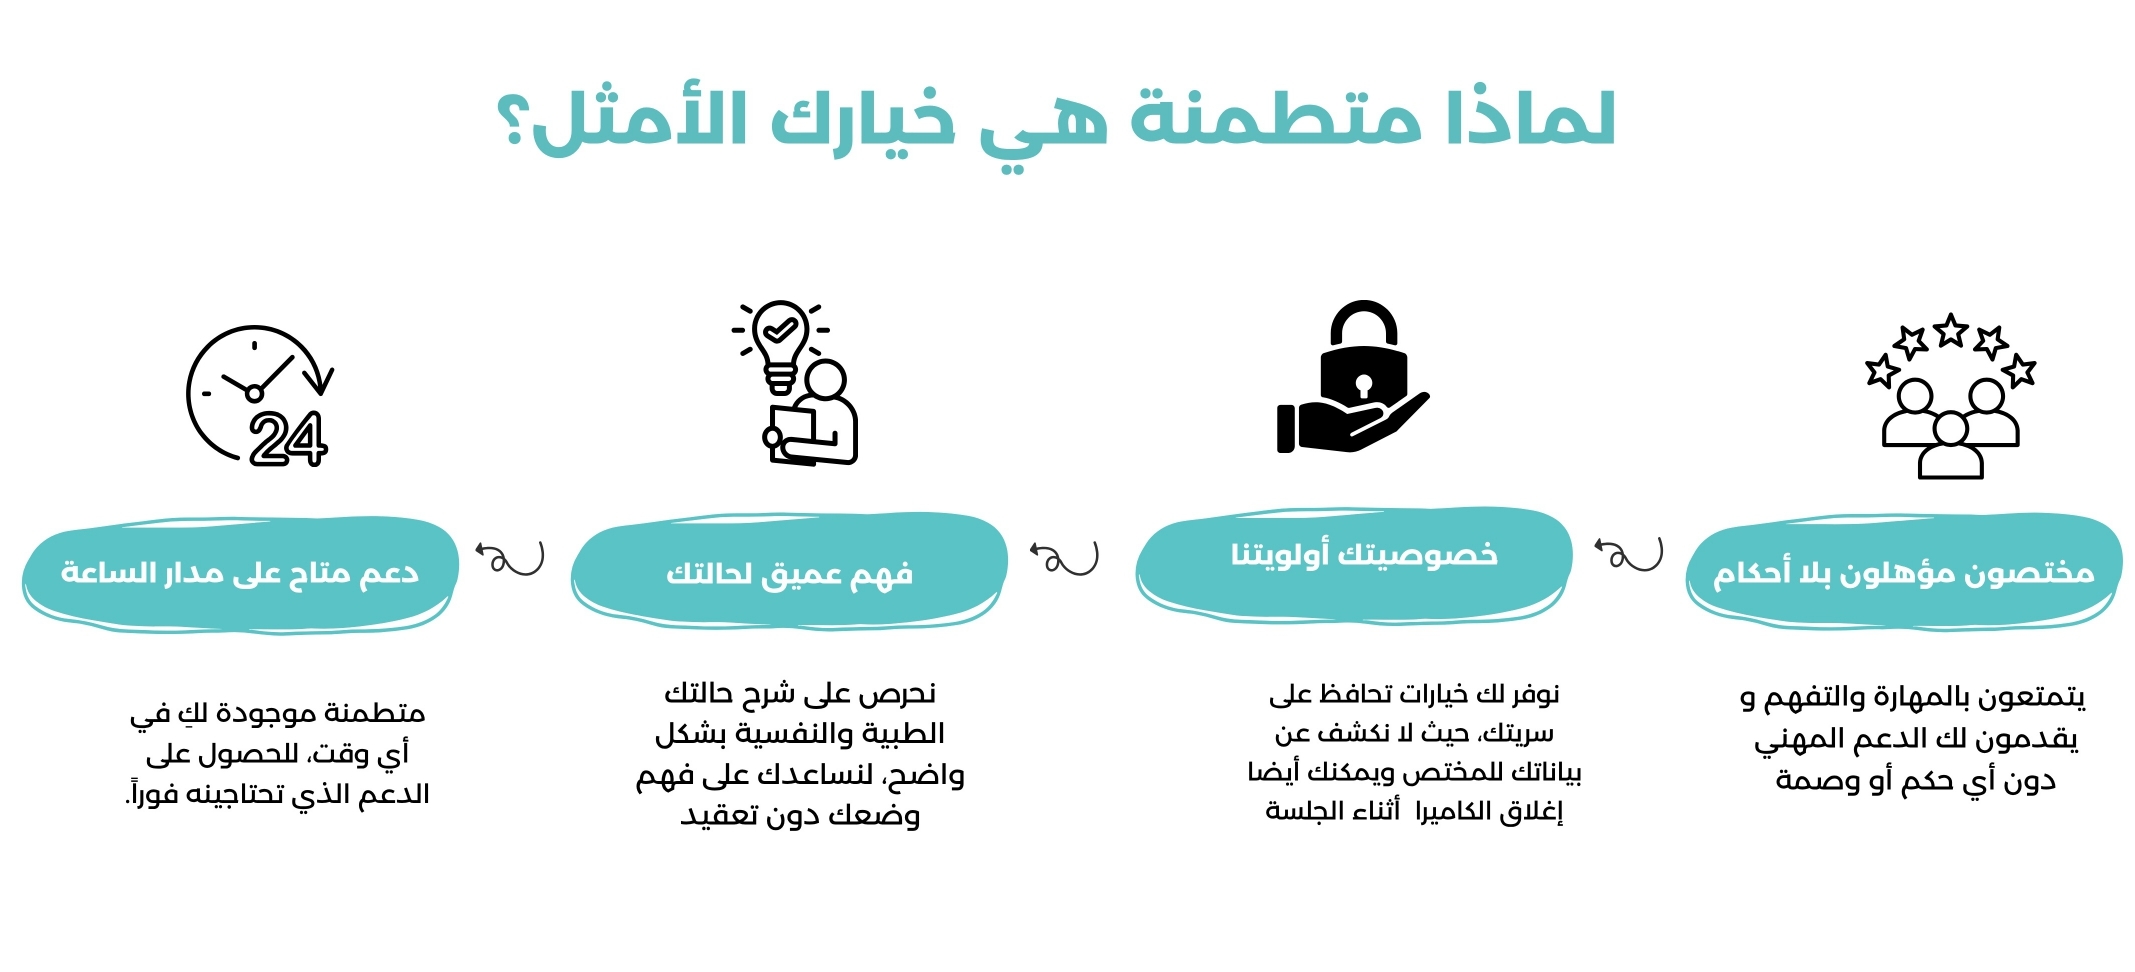 لماذا متطمنة هي خيارك الأمثل؟
مختصون مؤهلون بلا أحكام
يتمتعون بالمهارة والتفهم و
يقدمون لك الدعم المهني
دون أي حكم أو وصمة
خصوصيتك أولويتنا
نوفر لك خيارات تحافظ على
سريتك، حيث لا نكشف عن
بياناتك للمختص ويمكنك أيضا
إغلاق الكاميرا أثناء الجلسة
فهم عميق لحالتك
نحرص على شرح حالتك
الطبية والنفسية بشكل
واضح، لنساعدك على فهم
وضعك دون تعقيد
24
دعم متاح على مدار الساعة
متطمنة موجودة لكِ في
أي وقت، للحصول على
الدعم الذي تحتاجينه فوراً.